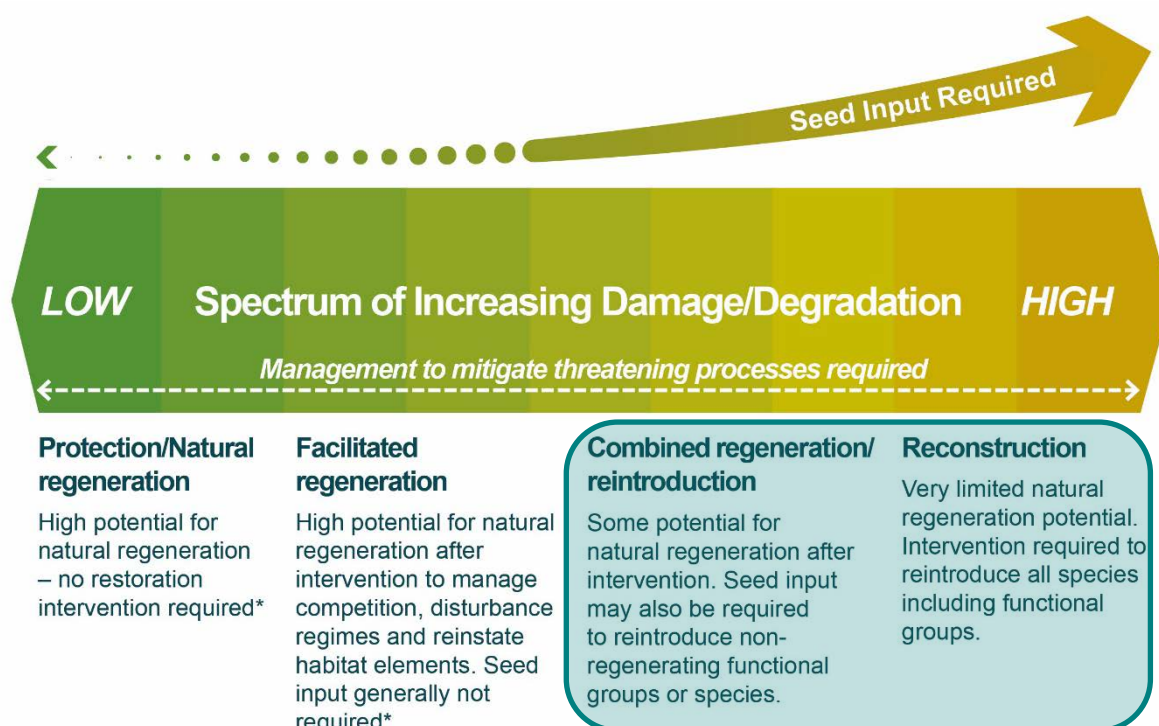 Seed Input Required
LOW Spectrum of Increasing Damage/Degradation HIGH
Management to mitigate threatening processes required
Protection/Natural
regeneration
High potential for
natural regeneration
– no restoration
intervention required*
Facilitated
regeneration
High potential for natural
regeneration after
intervention to manage
competition, disturbance
regimes and reinstate
habitat elements. Seed
input generally not
required*
Combined regeneration/
reintroduction
Some potential for
natural regeneration after
intervention. Seed input
may also be required
to reintroduce non-
regenerating functional
groups or species.
Reconstruction
Very limited natural
regeneration potential.
Intervention required to
reintroduce all species
including functional
groups.